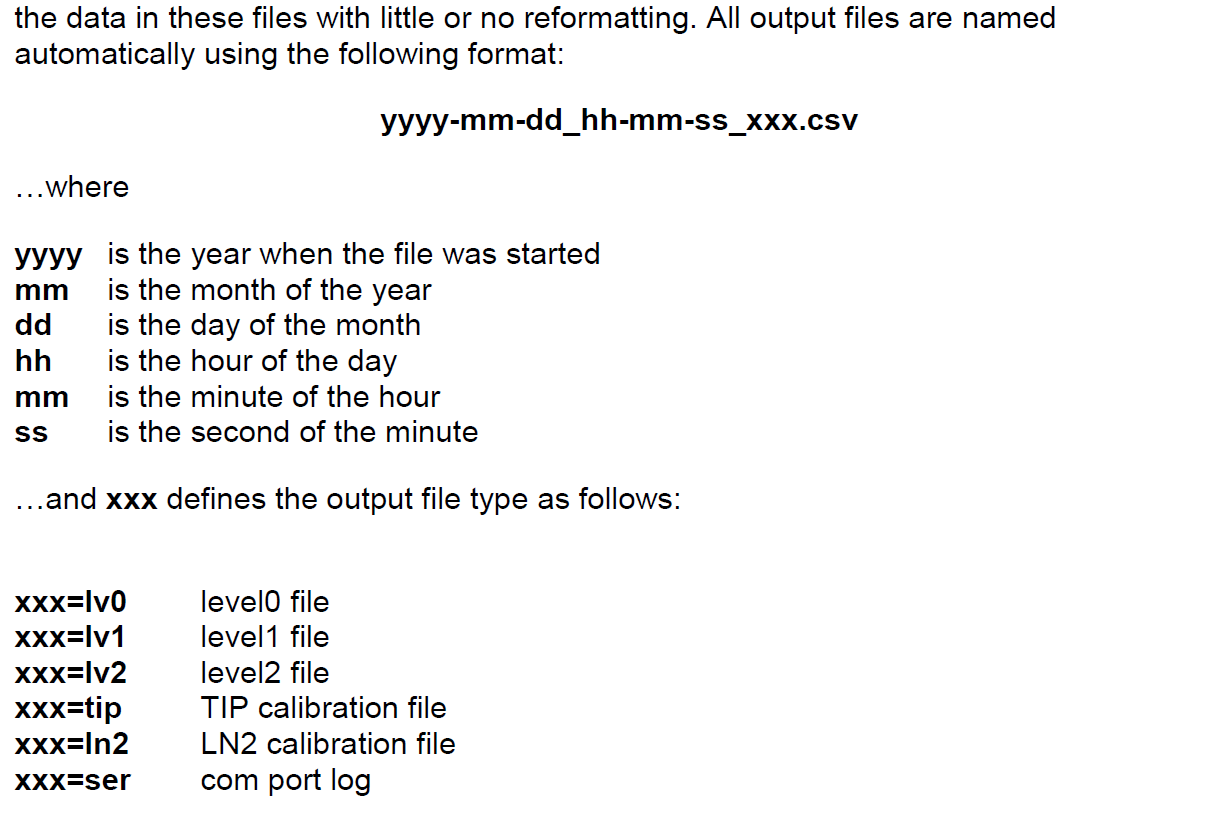 the data in these files with little or no reformatting. All output files are named
automatically using the following format:
yyyy-mm-dd_hh-mm-ss_xxx.csv
…where
yyyy is the year when the file was started
mm is the month of the year
dd is the day of the month
hh is the hour of the day
mm is the minute of the hour
ss is the second of the minute
…and xxx defines the output file type as follows:
xxx=lv0 level0 file
xxx=lv1 level1 file
xxx=lv2 level2 file
xxx=tip TIP calibration file
xxx=ln2 LN2 calibration file
xxx=ser com port log